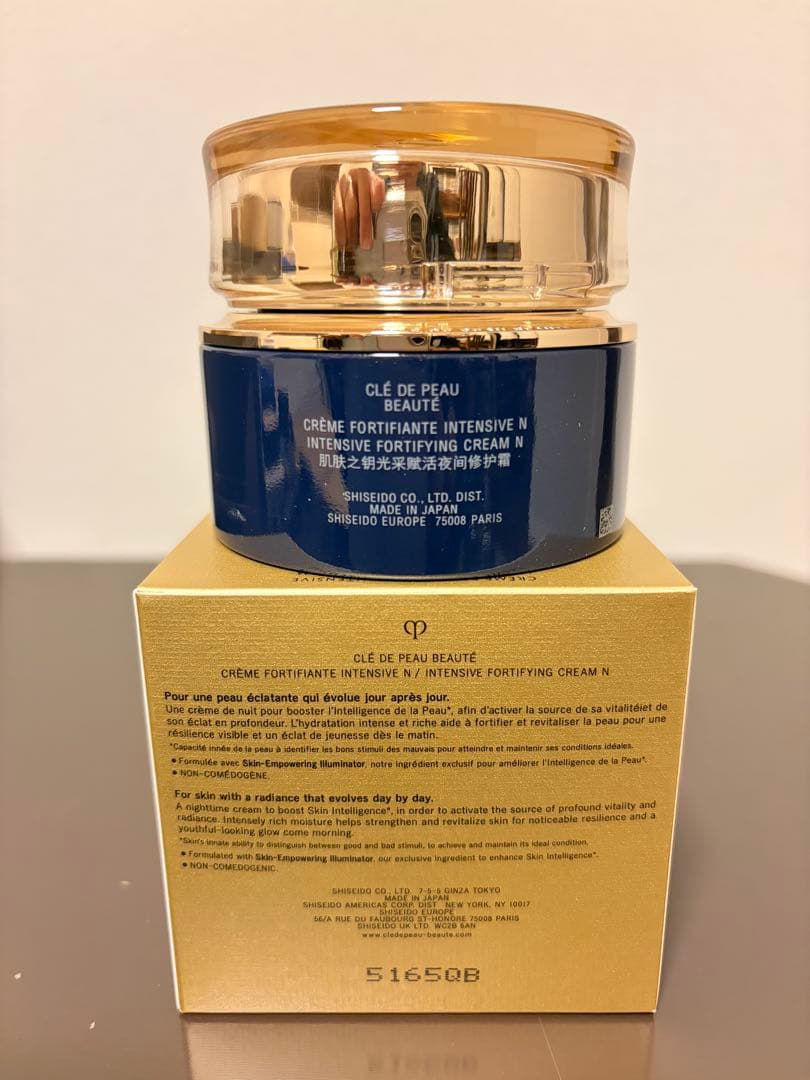 CLÉ DE PEAU
BEAUTÉ
CRÈME FORTIFIANTE INTENSIVE N
INTENSIVE FORTIFYING CREAM N
肌肤之钥光采赋活夜间修护霜
SHISEIDO CO., LTD. DIST.
MADE IN JAPAN
SHISEIDO EUROPE 75008 PARIS
CLÉ DE PEAU BEAUTÉ
CRÈME FORTIFIANTE INTENSIVE N / INTENSIVE FORTIFYING CREAM N
Pour une peau éclatante qui évolue jour après jour.
Une crème de nuit pour booster l'Intelligence de la Peau*, afin d'activer la source de sa vitalitéiet de
son éclat en profondeur. L'hydratation intense et riche aide à fortifier et revitaliser la peau pour une
résilience visible et un éclat de jeunesse dès le matin.
*Capacité innée de la peau à identifier les bons stimuli des mauvais pour atteindre et maintenir ses conditions idéales.
● Formulée avec Skin-Empowering Illuminator, notre ingrédient exclusif pour améliorer l'Intelligence de la Peau*.
● NON-COMÉDOGÈNE.
For skin with a radiance that evolves day by day.
A nighttime cream to boost Skin Intelligence*, in order to activate the source of profound vitality and
radiance. Intensely rich moisture helps strengthen and revitalize skin for noticeable resilience and a
youthful-looking glow come morning.
*Skin's innate ability to distinguish between good and bad stimuli, to achieve and maintain its ideal condition.
● Formulated with Skin-Empowering Illuminator, our exclusive ingredient to enhance Skin Intelligence*.
● NON-COMEDOGENIC.
SHISEIDO CO., LTD. 7-5-5 GINZA TOKYO
MADE IN JAPAN
SHISEIDO AMERICAS CORP. DIST. NEW YORK, NY 10017
SHISEIDO EUROPE
56/A RUE DU FAUBOURG ST-HONORÉ 75008 PARIS
SHISEIDO UK LTD. WC2B 6AN
www.cledepeau-beaute.com
5165QB